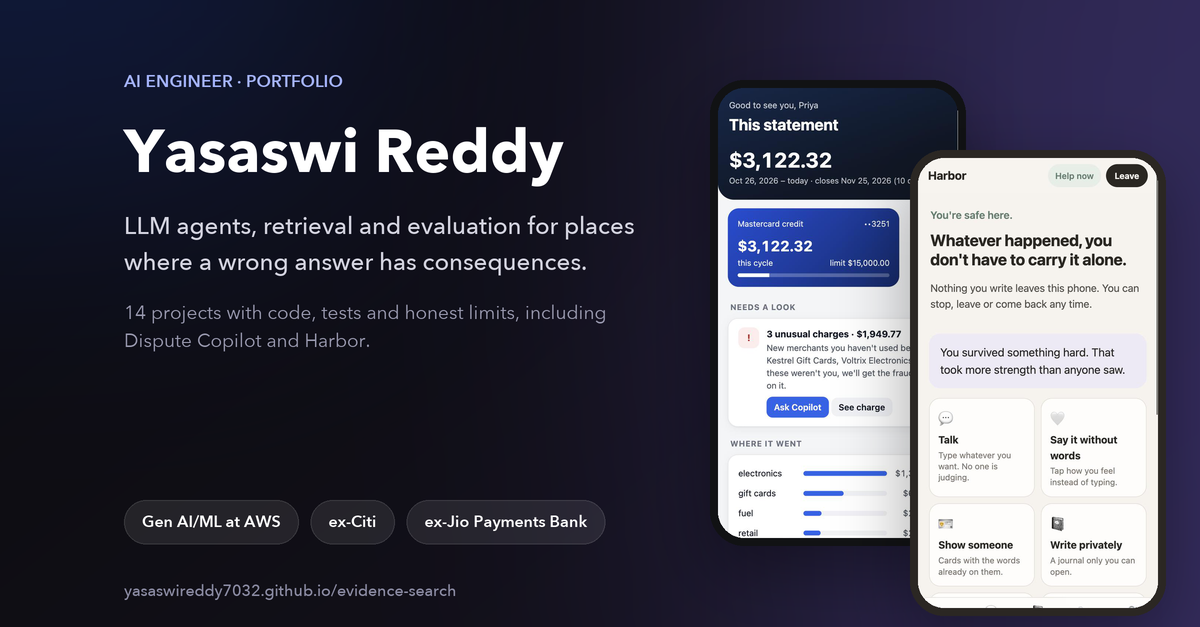 AI ENGINEER · PORTFOLIO
Yasaswi Reddy
LLM agents, retrieval and evaluation for places
where a wrong answer has consequences.
14 projects with code, tests and honest limits, including
Dispute Copilot and Harbor.
Gen AI/ML at AWS
ex-Citi
ex-Jio Payments Bank
yasaswireddy7032.github.io/evidence-search
Good to see you, Priya
This statement
$3,122.32
Oct 26, 2026 – today · closes Nov 25, 2026 (10
Mastercard credit
··3251
$3,122.32
this cycle
limit $15,000.00
NEEDS A LOOK
!
3 unusual charges · $1,949.77
New merchants you haven't used
Kestrel Gift Cards, Voltrix Electronics
these weren't you, we'll get the
on it.
Ask Copilot
See charge
WHERE IT WENT
electronics
gift cards
fuel
retail
Harbor
Help now
Leave
You're safe here.
Whatever happened, you
don't have to carry it alone.
Nothing you write leaves this phone. You can
stop, leave or come back any time.
You survived something hard. That
took more strength than anyone saw.
Talk
Type whatever you
want. No one is
judging.
Say it without
words
Tap how you feel
instead of typing.
Show someone
Cards with the words
already on them.
Write privately
A journal only you can
open.